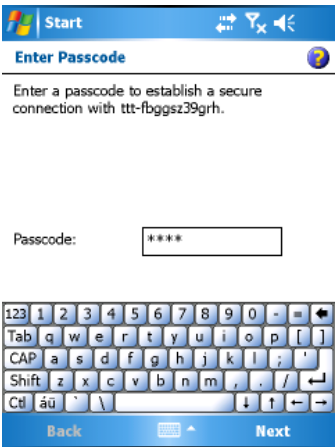 Start
Enter Passcode
Enter a passcode to establish a secure
connection with ttt-fbggsz39grh.
Passcode: ****
123 1 2 3 4 5 6 7 8 9 0 - =
Tab q w e r t y u i o p [ ]
CAP a s d f g h j k l ; '
Shift z x c v b n m , . /
Ctl áü ` \
Back Next